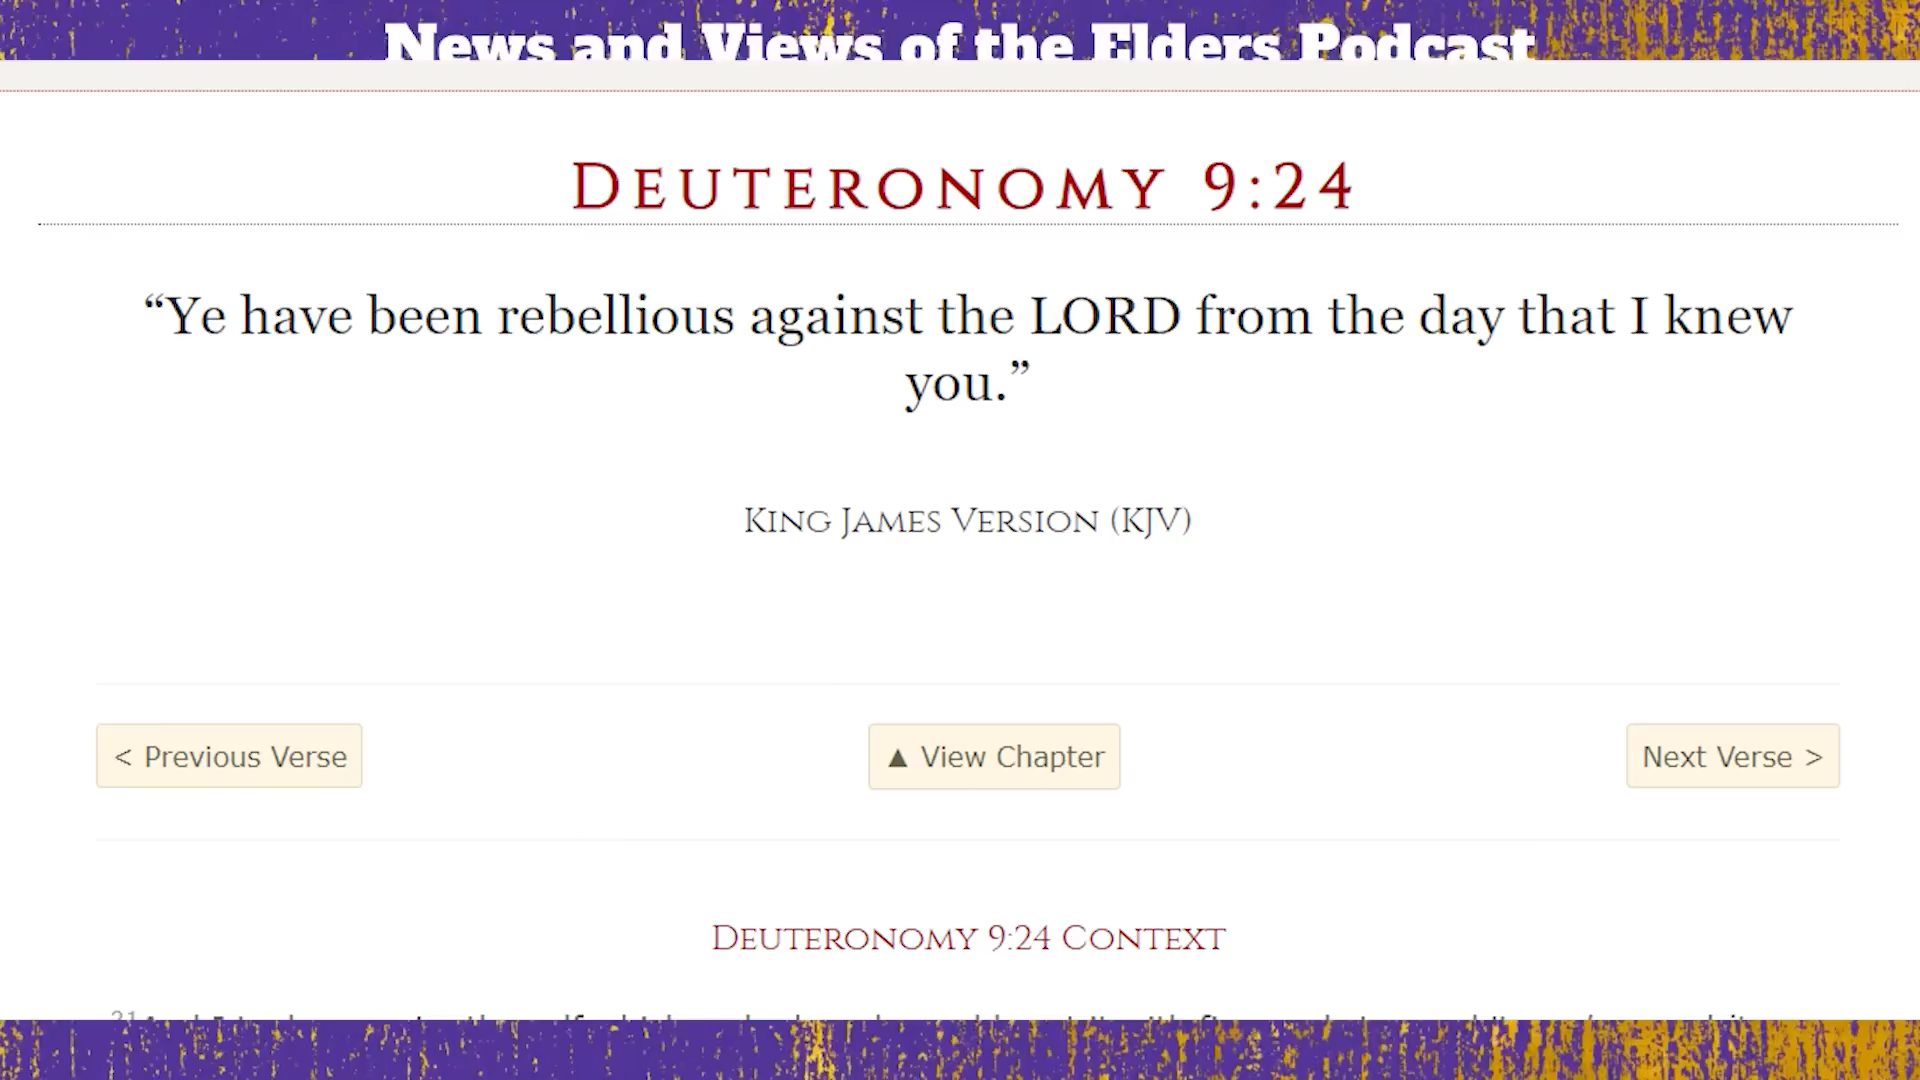 News and Views of the Elders Podcast
Deuteronomy 9:24
“Ye have been rebellious against the LORD from the day that I knew
you.”
King James Version (KJV)
< Previous Verse
▲ View Chapter
Next Verse >
Deuteronomy 9:24 Context